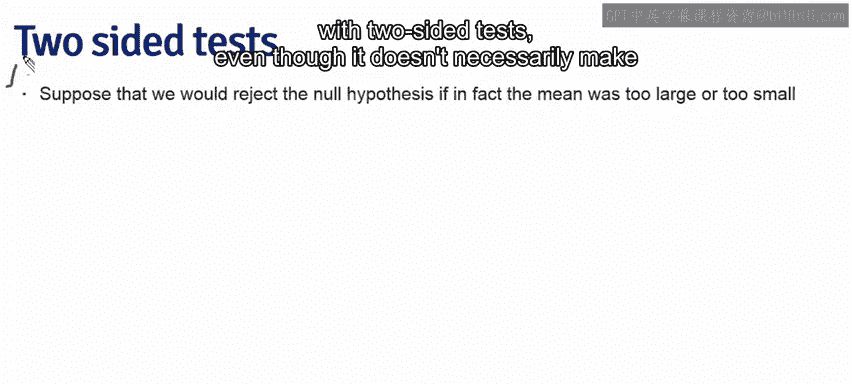 Two sided tests
with two-sided tests,
even though it doesn't necessarily make
· Suppose that we would reject the null hypothesis if in fact the mean was too large or too small